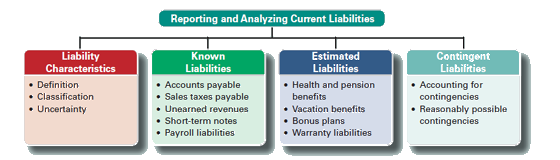 Reporting and Analyzing Current Liabilities
Liability
Characteristics
• Definition
• Classification
• Uncertainty
Known
Liabilities
• Accounts payable
• Sales taxes payable
• Unearned revenues
• Short-term notes
• Payroll liabilities
Estimated
Liabilities
• Health and pension
benefits
• Vacation benefits
• Bonus plans
• Warranty liabilities
Contingent
Liabilities
• Accounting for
contingencies
• Reasonably possible
contingencies